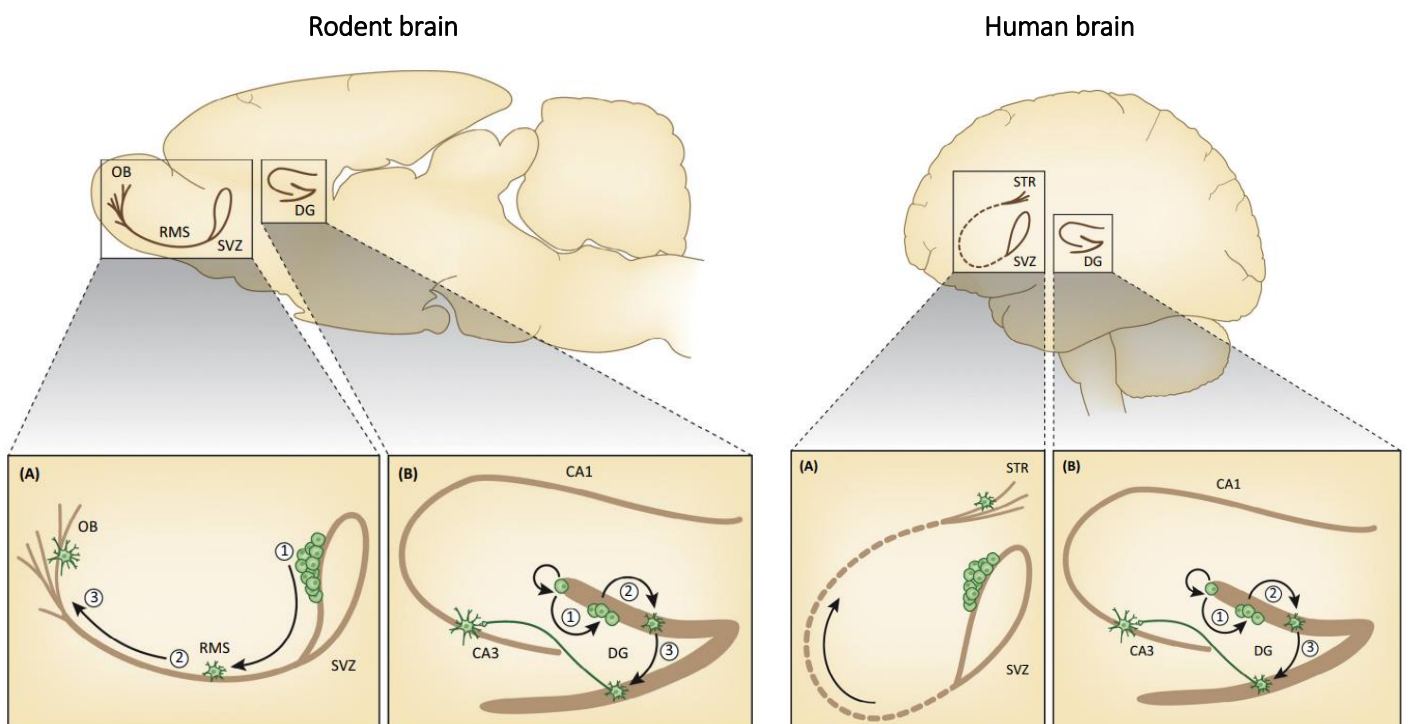 Rodent brain
Human brain
OB
RMS
SVZ
DG
STR
SVZ
DG
(A)
OB
①
③
②
RMS
SVZ
(B)
CA1
②
①
CA3
DG
③
(A)
STR
SVZ
(B)
CA1
②
①
CA3
DG
③